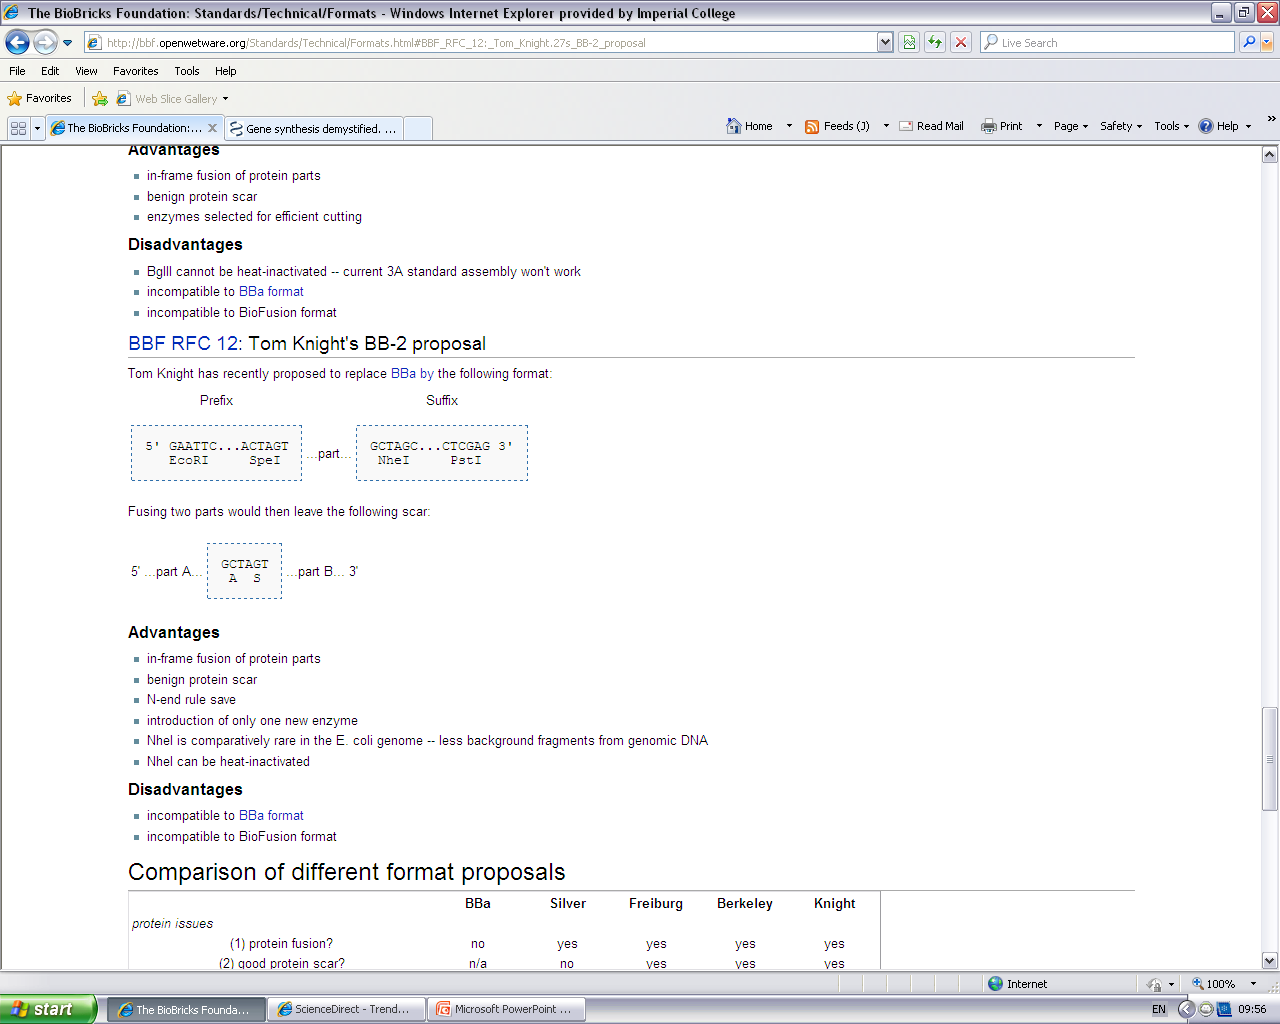 The BioBricks Foundation: Standards/Technical/Formats - Windows Internet Explorer provided by Imperial College
http://bbf.openwetware.org/Standards/Technical/Formats.html#BBF_RFC_12:_Tom_Knight.27s_BB-2_proposal
Live Search
File Edit View Favorites Tools Help
Favorites Web Slice Gallery
The BioBricks Foundation:... X Gene synthesis demystified. ... Home Feeds (J) Read Mail Print Page Safety Tools Help »
Advantages
in-frame fusion of protein parts
benign protein scar
enzymes selected for efficient cutting
Disadvantages
BglII cannot be heat-inactivated -- current 3A standard assembly won't work
incompatible to BBa format
incompatible to BioFusion format
BBF RFC 12: Tom Knight's BB-2 proposal
Tom Knight has recently proposed to replace BBa by the following format:
Prefix Suffix
5' GAATTC...ACTAGT ...part... GCTAGC...CTCGAG 3'
EcoRI SpeI NheI PstI
Fusing two parts would then leave the following scar:
5' ...part A... GCTAGT ...part B... 3'
A S
Advantages
in-frame fusion of protein parts
benign protein scar
N-end rule save
introduction of only one new enzyme
NheI is comparatively rare in the E. coli genome -- less background fragments from genomic DNA
NheI can be heat-inactivated
Disadvantages
incompatible to BBa format
incompatible to BioFusion format
Comparison of different format proposals
BBa Silver Freiburg Berkeley Knight
protein issues
(1) protein fusion? no yes yes yes yes
(2) good protein scar? n/a no yes yes yes
Internet 100%
start The BioBricks Founda... ScienceDirect - Trend... Microsoft PowerPoint ... EN 09:56